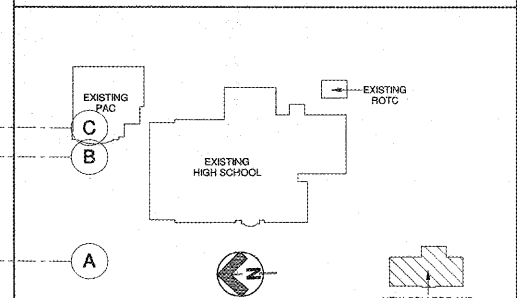 EXISTING
PAC
EXISTING
ROTC
C
B
EXISTING
HIGH SCHOOL
A
N